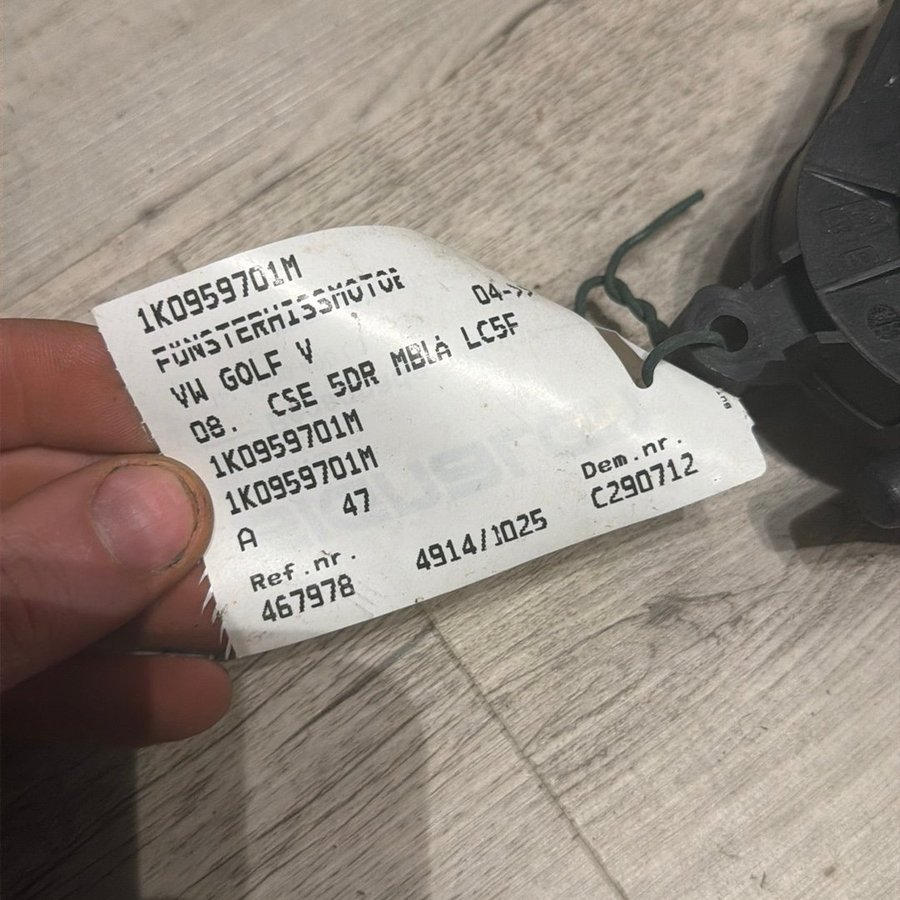 1K0959701M
FÖNSTERHISSMOTOR
04-
VW GOLF V
08. CSE 5DR MBLA LC5F
1K0959701M
1K0959701M
A 47
Dem.nr.
C290712
Ref.nr.
467978
4914/1025